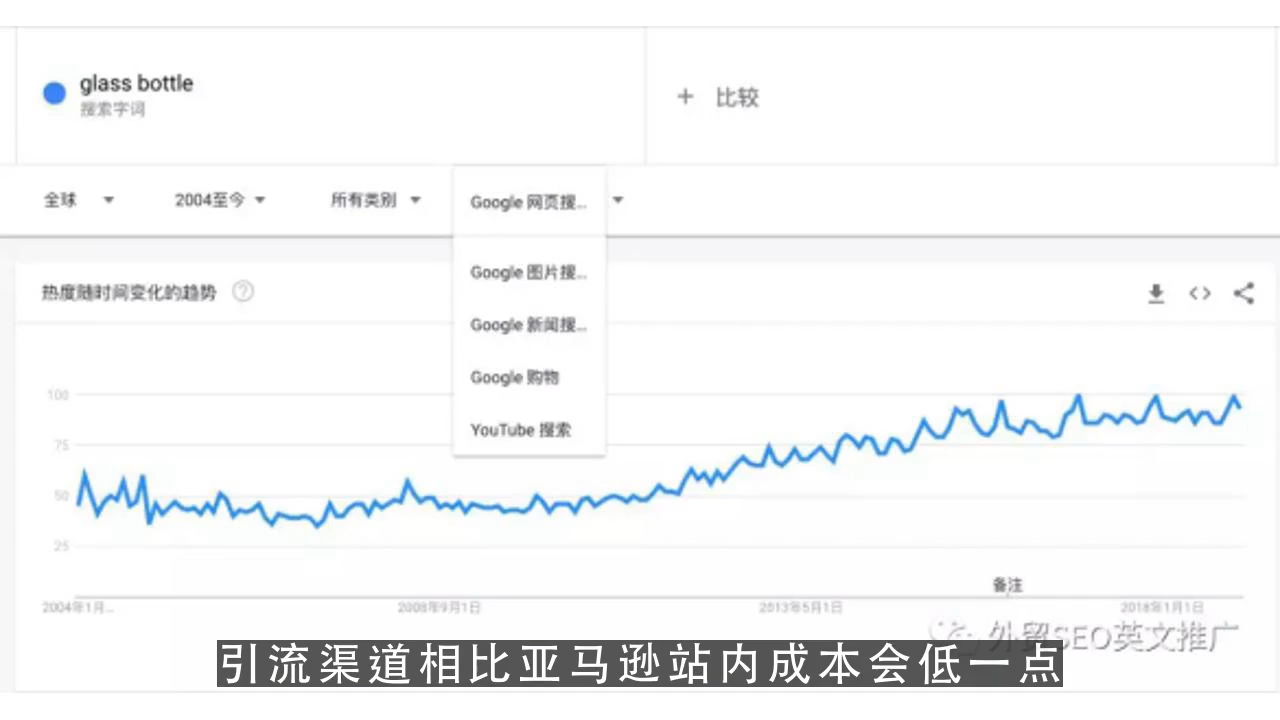 glass bottle
搜索字词
+ 比较
全球
2004至今
所有类别
Google 网页搜...
Google 图片搜...
Google 新闻搜...
Google 购物
YouTube 搜索
热度随时间变化的趋势
100
75
50
25
备注
2004年1月...
2008年9月1日
2013年5月1日
2018年1月1日
外贸SEO英文推广
引流渠道相比亚马逊站内成本会低一点